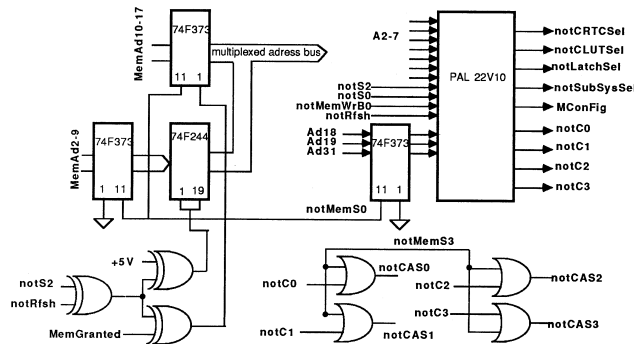 74F373
MemAd10-17
11 1
multiplexed adress bus
74F373
MemAd2-9
1 11
74F244
1 19
+5V
notS2
notRfsh
MemGranted
A2-7
notS2
notS0
notMemWrB0
notRfsh
Ad18
Ad19
Ad31
74F373
11 1
notMemS0
PAL 22V10
notCRTCSel
notCLUTSel
notLatchSel
notSubSysSel
MConFig
notC0
notC1
notC2
notC3
notMemS3
notC0
notCAS0
notC1
notCAS1
notC2
notCAS2
notC3
notCAS3